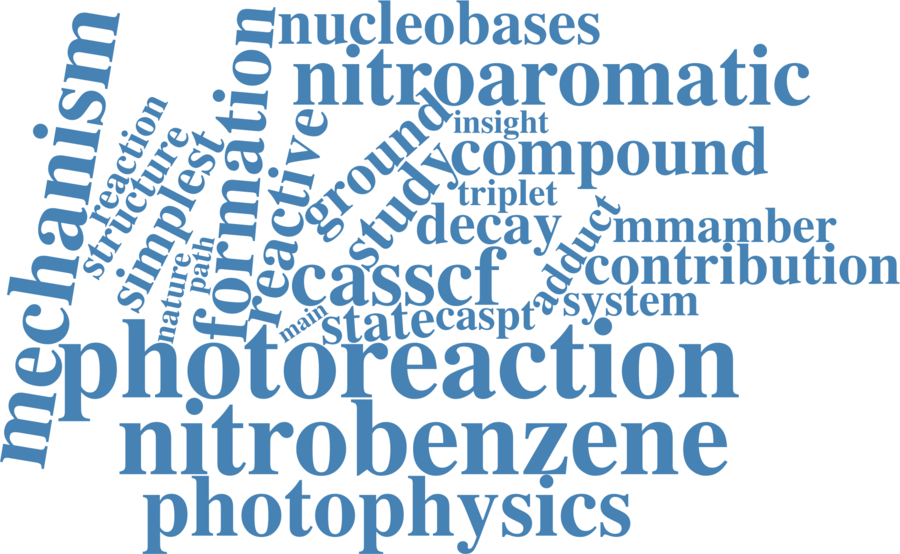 nucleobases
nitroaromatic
mechanism
formation
reaction
structure
simplest
reactive
ground
insight
study
compound
triplet
decay
adduct
mmamber
contribution
nature
path
casscf
system
main
state
caspt
photoreaction
nitrobenzene
photophysics